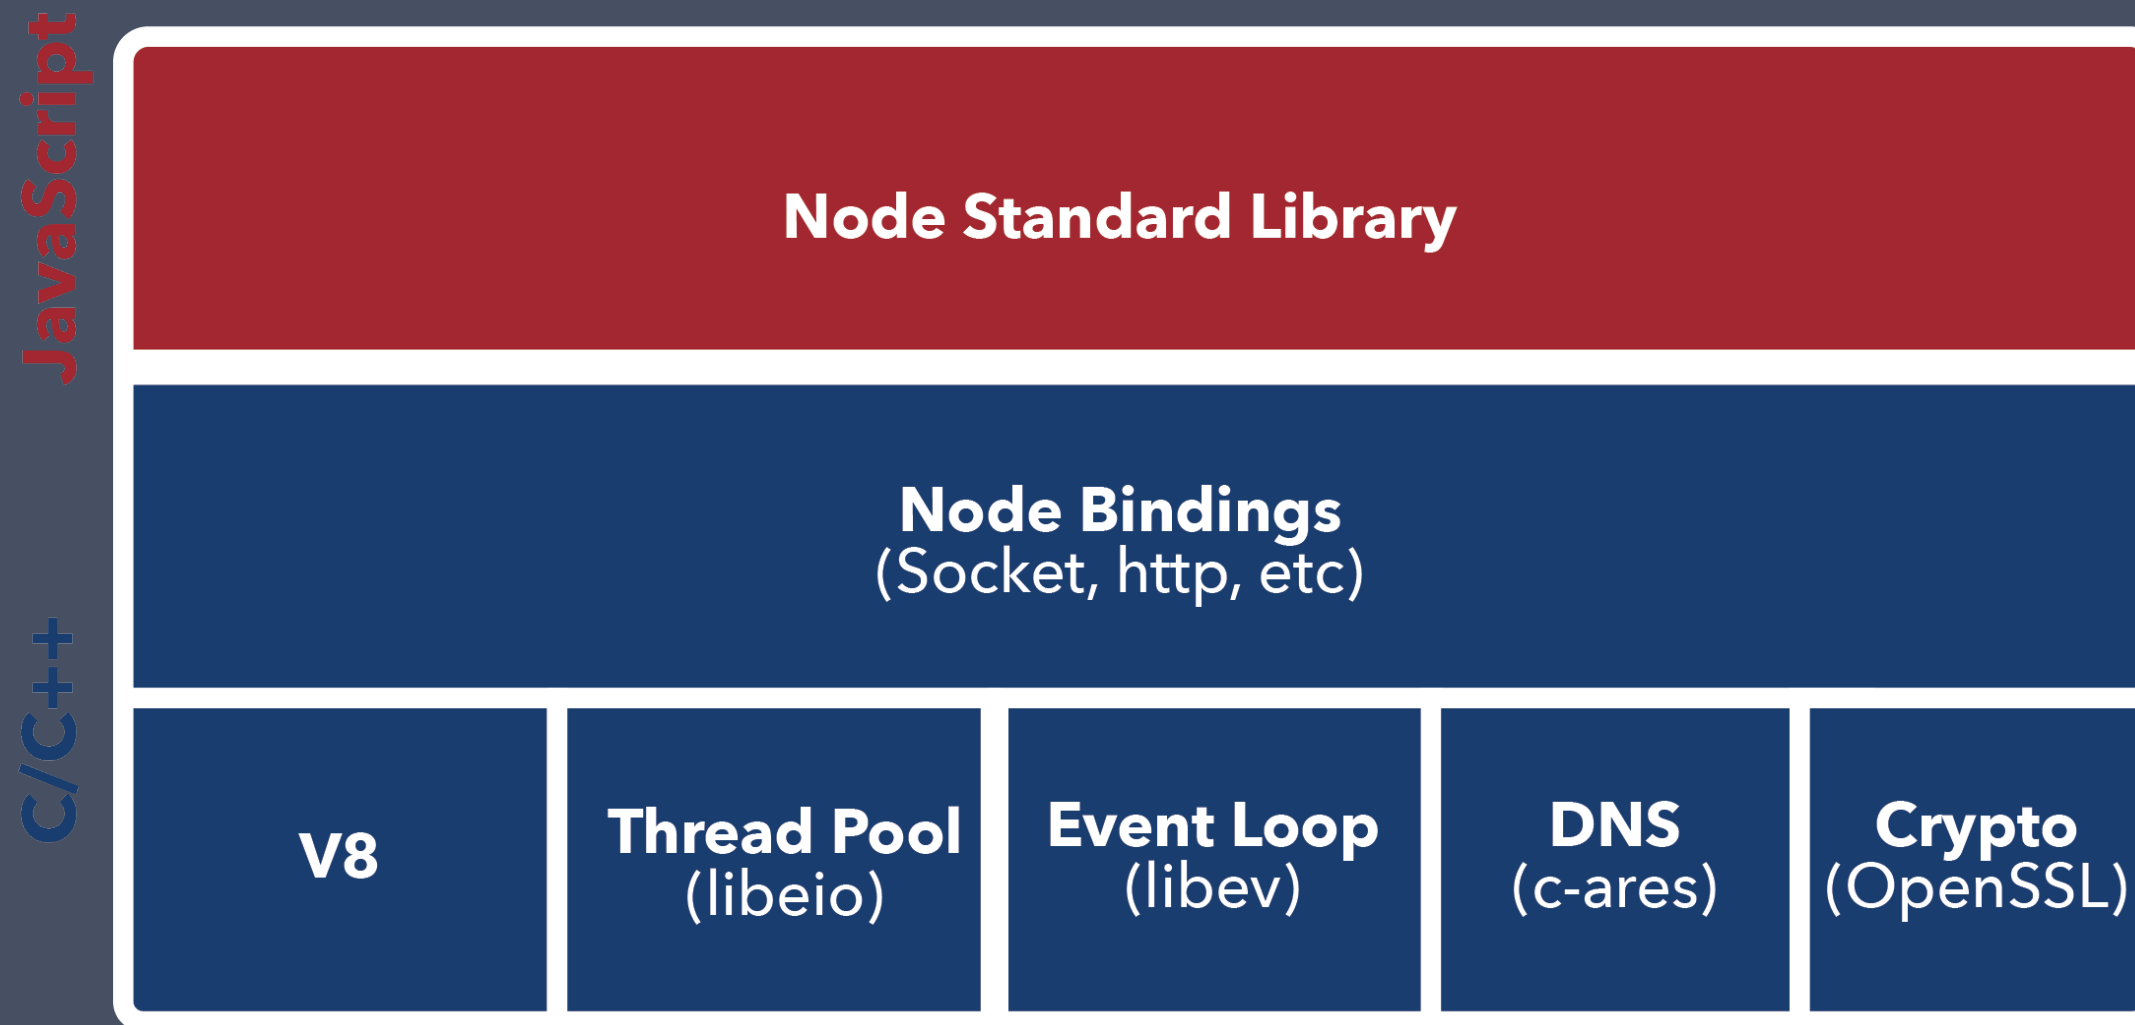 JavaScript
Node Standard Library
Node Bindings
(Socket, http, etc)
C/C++
V8
Thread Pool
(libeio)
Event Loop
(libev)
DNS
(c-ares)
Crypto
(OpenSSL)